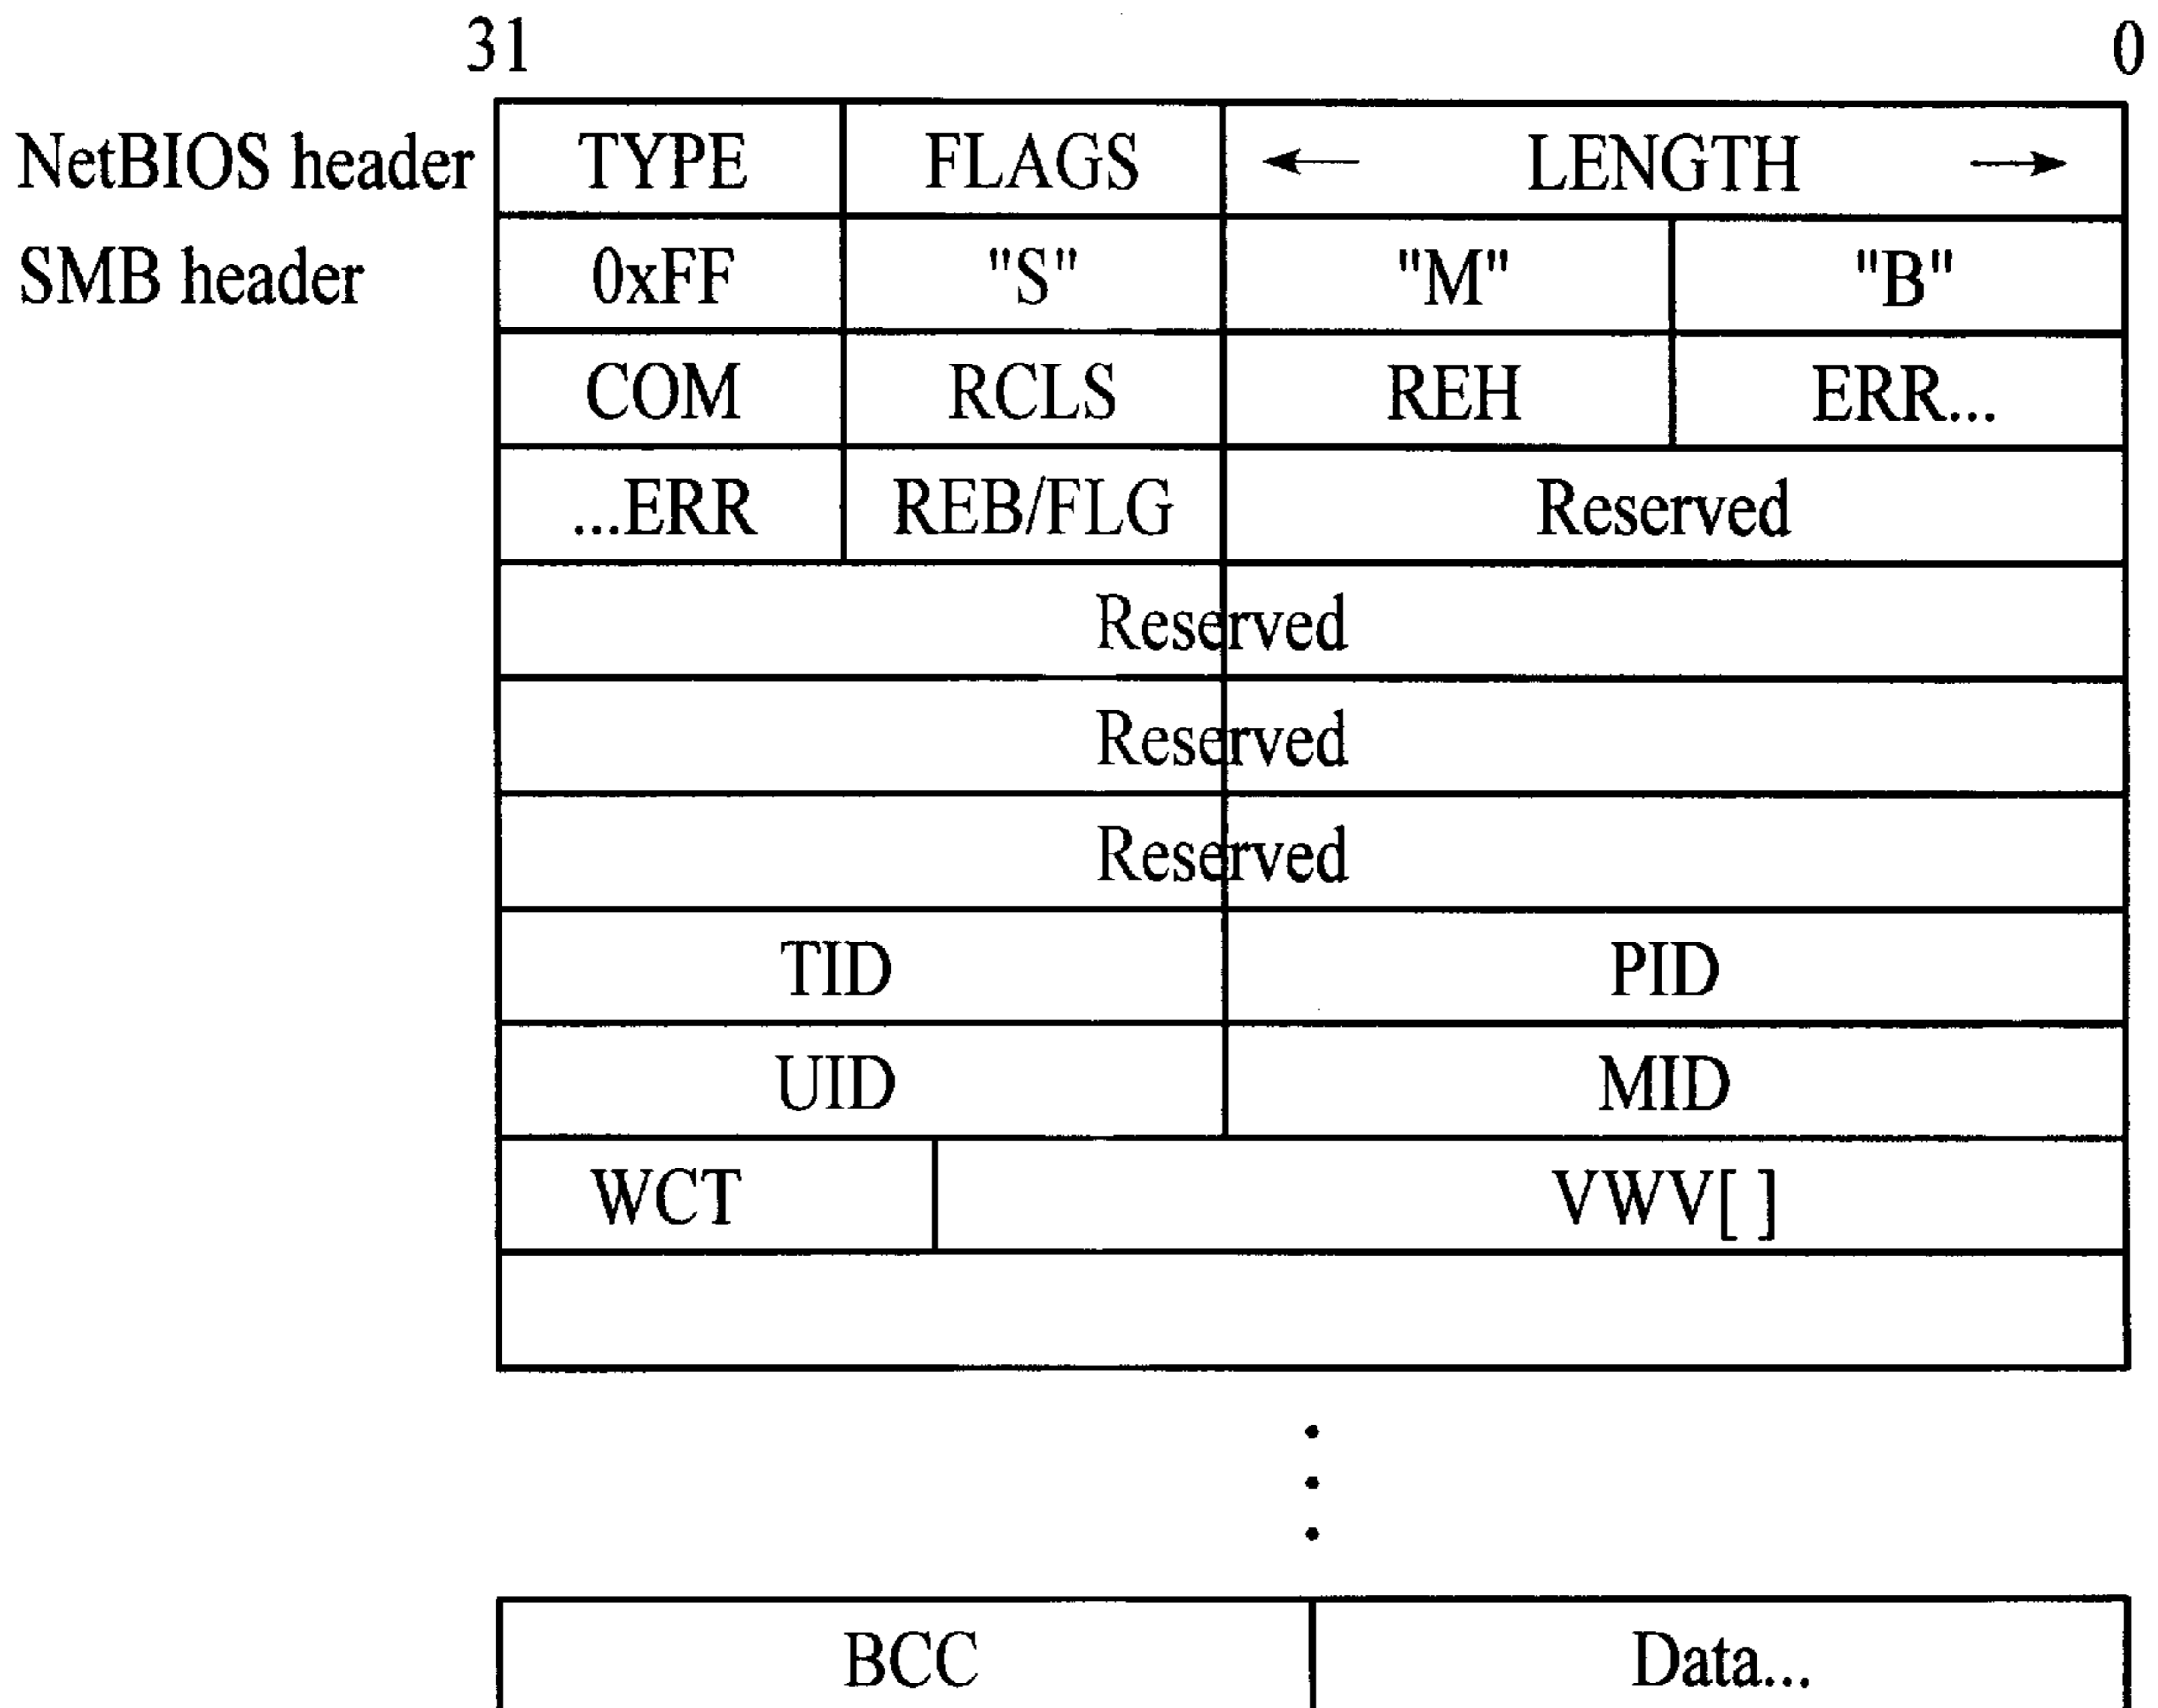 31 0
NetBIOS header TYPE FLAGS LENGTH
SMB header 0xFF "S" "M" "B"
COM RCLS REH ERR...
...ERR REB/FLG Reserved
Reserved
Reserved
Reserved
TID PID
UID MID
WCT VWV[ ]
BCC Data...